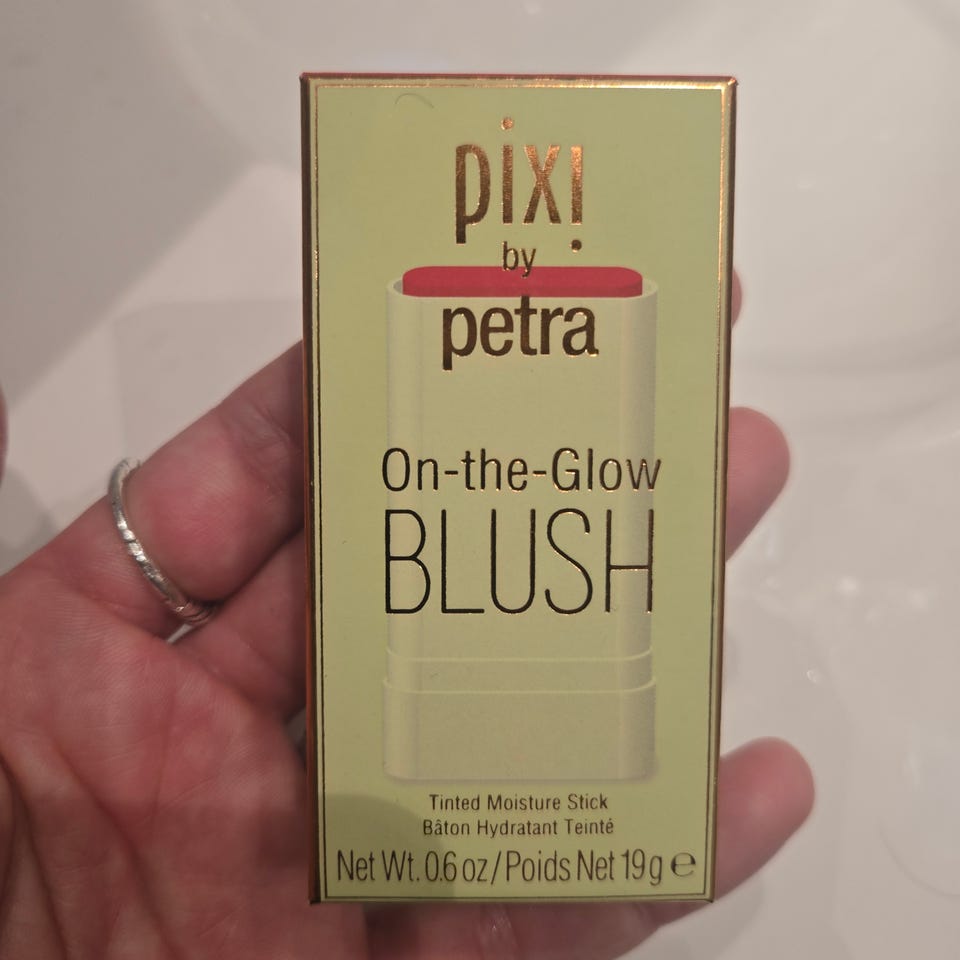 pixi
by
petra
On-the-Glow
BLUSH
Tinted Moisture Stick
Bâton Hydratant Teinté
Net Wt. 0.6 oz / Poids Net 19 g ℮